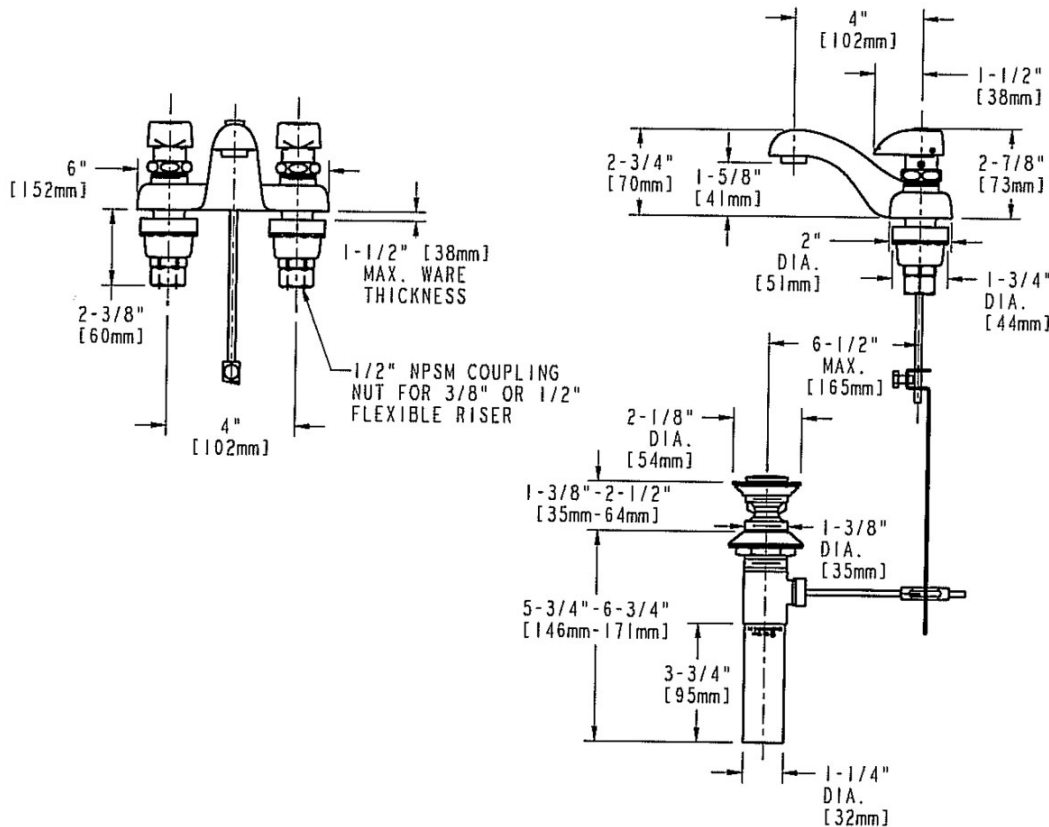 6"
[152mm]
2-3/8"
[60mm]
4"
[102mm]
1-1/2" [38mm]
MAX. WARE
THICKNESS
1/2" NPSM COUPLING
NUT FOR 3/8" OR 1/2"
FLEXIBLE RISER
4"
[102mm]
1-1/2"
[38mm]
2-3/4"
[70mm]
1-5/8"
[41mm]
2-7/8"
[73mm]
2"
DIA.
[51mm]
1-3/4"
DIA.
[44mm]
6-1/2"
MAX.
[165mm]
2-1/8"
DIA.
[54mm]
1-3/8"-2-1/2"
[35mm-64mm]
1-3/8"
DIA.
[35mm]
5-3/4"-6-3/4"
[146mm-171mm]
3-3/4"
[95mm]
1-1/4"
DIA.
[32mm]